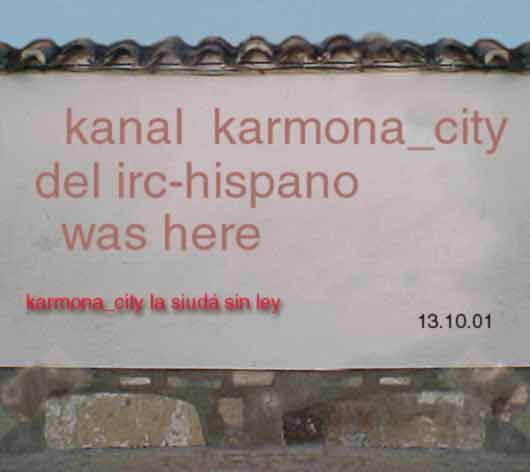 kanal karmona_city
del irc-hispano
was here
karmona_city la siudá sin ley
13.10.01